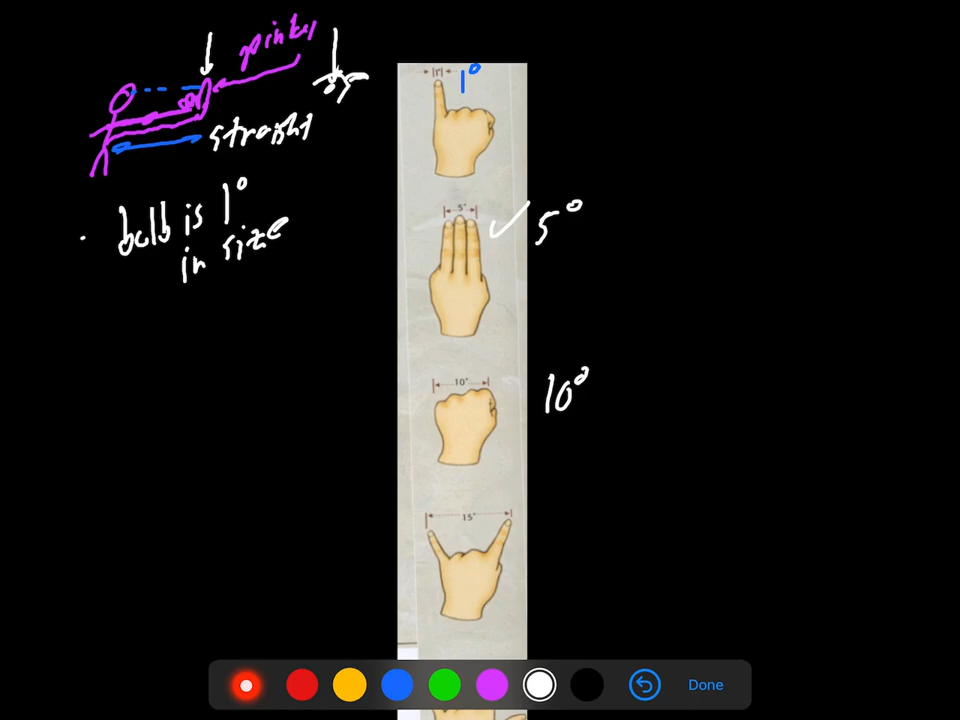 pinky
straight
bulb is 1°
in size
1°
1°
5°
5°
10°
10°
15°
Done